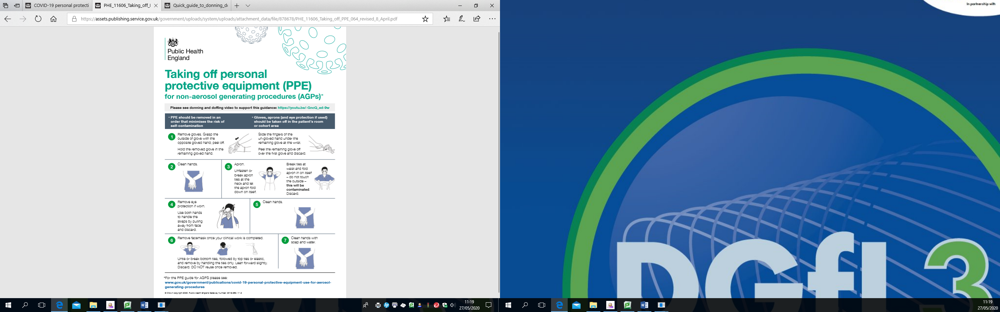 COVID-19 personal protecti
PHE_11606_Taking_off_I
Quick_guide_to_donning_d
https://assets.publishing.service.gov.uk/government/uploads/system/uploads/attachment_data/file/878678/PHE_11606_Taking_off_PPE_064_revised_8_April.pdf
Public Health
England
Taking off personal
protective equipment (PPE)
for non-aerosol generating procedures (AGPs)*
Please see donning and doffing video to support this guidance: https://youtu.be/-GncQ_ed-9w
• PPE should be removed in an
order that minimises the risk of
self-contamination
• Gloves, aprons (and eye protection if used)
should be taken off in the patient's room
or cohort area
1
Remove gloves. Grasp the
outside of glove with the
opposite gloved hand; peel off.
Hold the removed glove in the
remaining gloved hand.
Slide the fingers of the
un-gloved hand under the
remaining glove at the wrist.
Peel the remaining glove off
over the first glove and discard.
2
Clean hands.
3
Apron.
Unfasten or
break apron
ties at the
neck and let
the apron fold
down on itself.
Break ties at
waist and fold
apron in on itself
– do not touch
the outside –
this will be
contaminated.
Discard.
4
Remove eye
protection if worn.
Use both hands
to handle the
straps by pulling
away from face
and discard.
5
Clean hands.
6
Remove facemask once your clinical work is completed.
Untie or break bottom ties, followed by top ties or elastic,
and remove by handling the ties only. Lean forward slightly.
Discard. DO NOT reuse once removed.
7
Clean hands with
soap and water.
*For the PPE guide for AGPS please see:
www.gov.uk/government/publications/covid-19-personal-protective-equipment-use-for-aerosol-
generating-procedures
© Crown copyright 2020. Public Health England Gateway Number: 2019-263. V1.2
11:19
27/05/2020
In partnership with
DGfL 3
11:19
27/05/2020